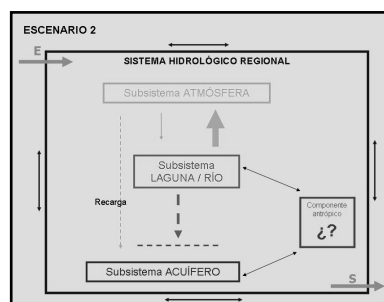 ESCENARIO 2
E
SISTEMA HIDROLÓGICO REGIONAL
Subsistema ATMÓSFERA
Subsistema
LAGUNA / RÍO
Recarga
Componente
antrópico
¿?
Subsistema ACUÍFERO
S